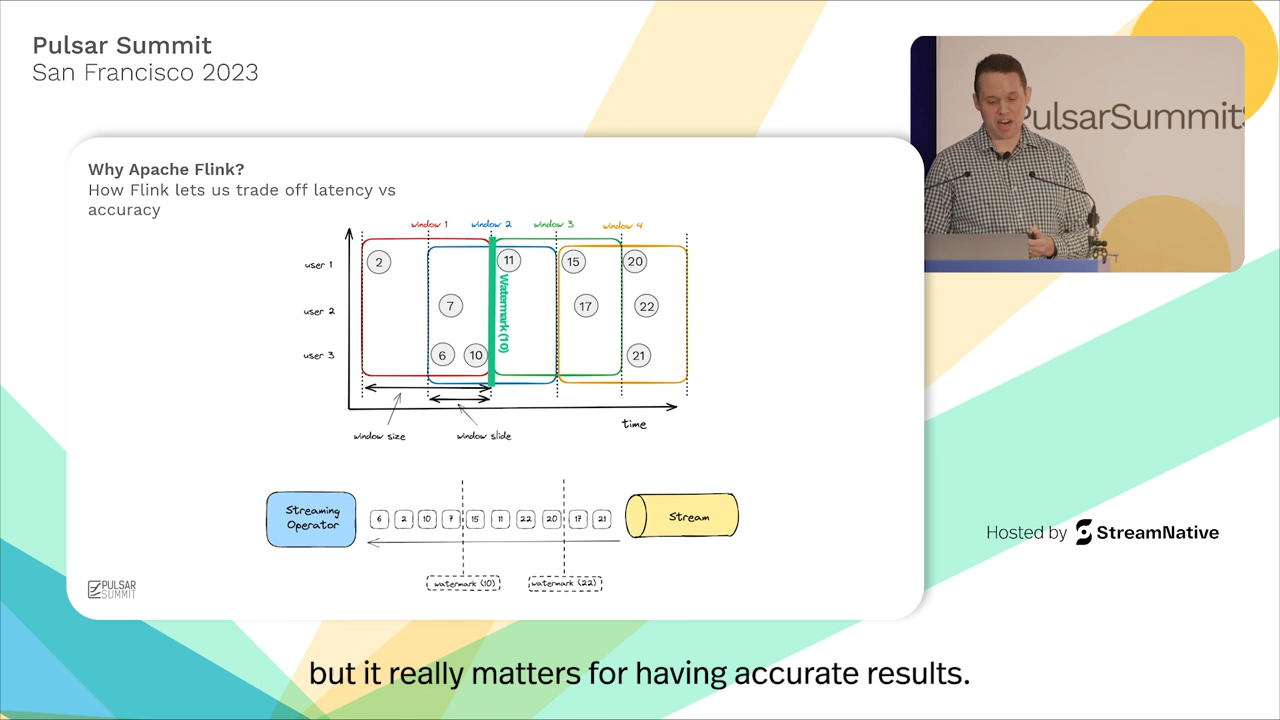 Pulsar Summit
San Francisco 2023
PulsarSummit
Why Apache Flink?
How Flink lets us trade off latency vs
accuracy
window 1
window 2
window 3
window 4
user 1
2
11
15
20
user 2
7
17
22
user 3
6
10
21
Watermark (10)
time
window size
window slide
Streaming
Operator
6
2
10
7
15
11
22
20
17
21
Stream
watermark (10)
watermark (22)
PULSAR
SUMMIT
Hosted by StreamNative
but it really matters for having accurate results.